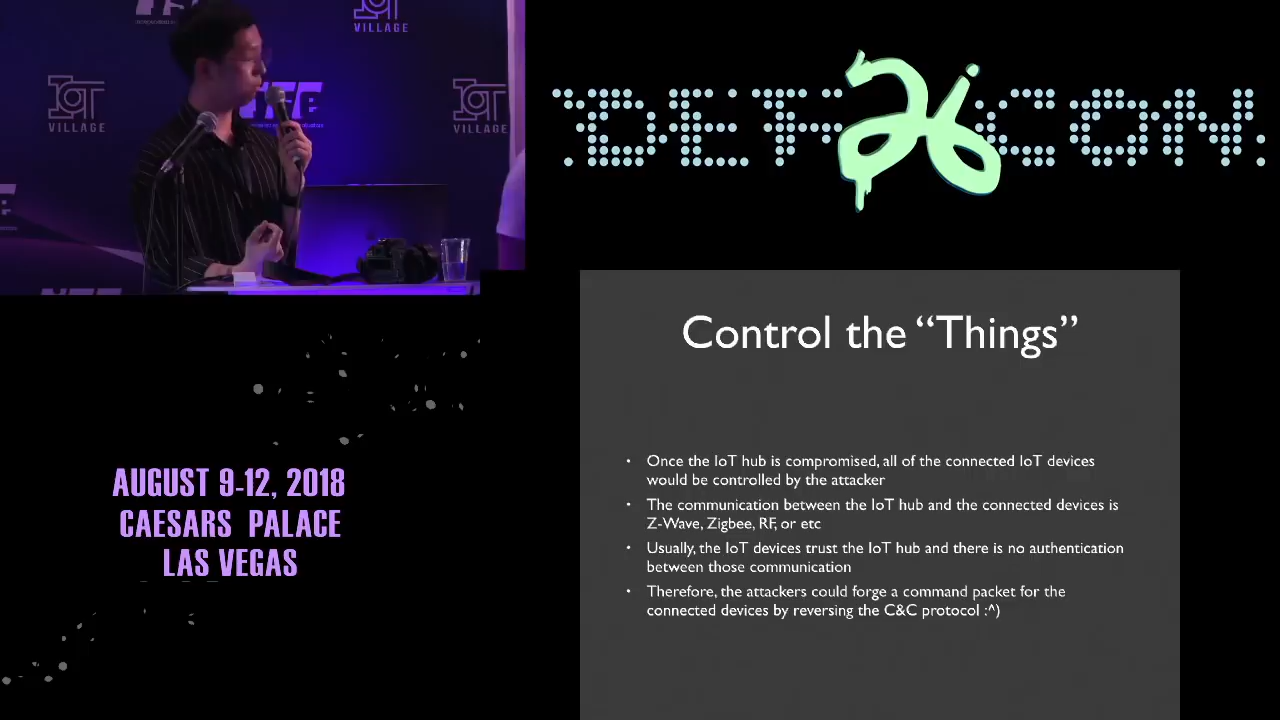 IOT
VILLAGE
IOT
VILLAGE
IOT
VILLAGE
DEF CON
26
Control the “Things”
• Once the IoT hub is compromised, all of the connected IoT devices
would be controlled by the attacker
• The communication between the IoT hub and the connected devices is
Z-Wave, Zigbee, RF, or etc
• Usually, the IoT devices trust the IoT hub and there is no authentication
between those communication
• Therefore, the attackers could forge a command packet for the
connected devices by reversing the C&C protocol :^)
AUGUST 9-12, 2018
CAESARS PALACE
LAS VEGAS